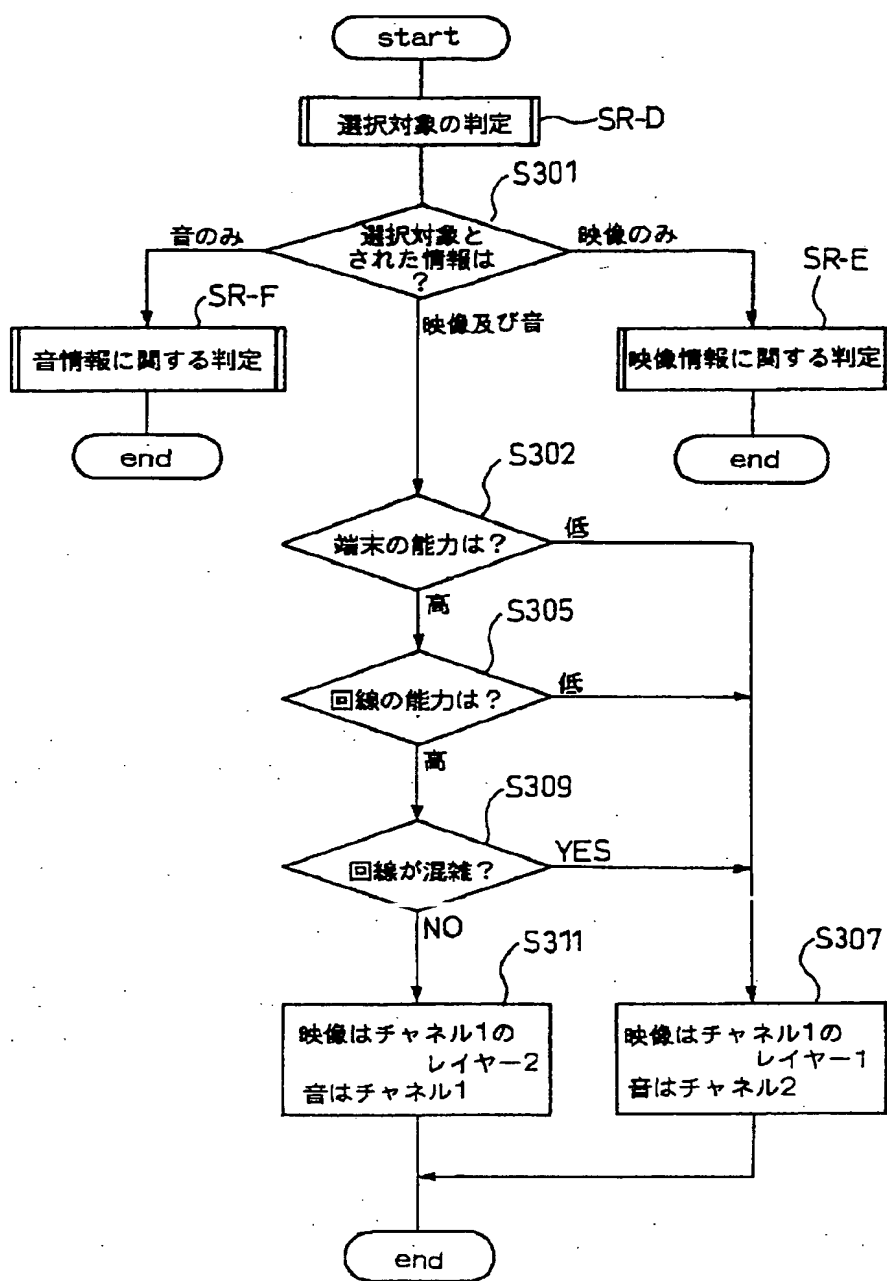 start
選択対象の判定
SR-D
S301
音のみ
選択対象と
された情報は
?
映像のみ
SR-F
SR-E
音情報に関する判定
映像及び音
映像情報に関する判定
end
end
S302
端末の能力は?
低
高
S305
回線の能力は?
低
高
S309
回線が混雑?
YES
NO
S311
S307
映像はチャネル1の
レイヤー2
音はチャネル1
映像はチャネル1の
レイヤー1
音はチャネル2
end